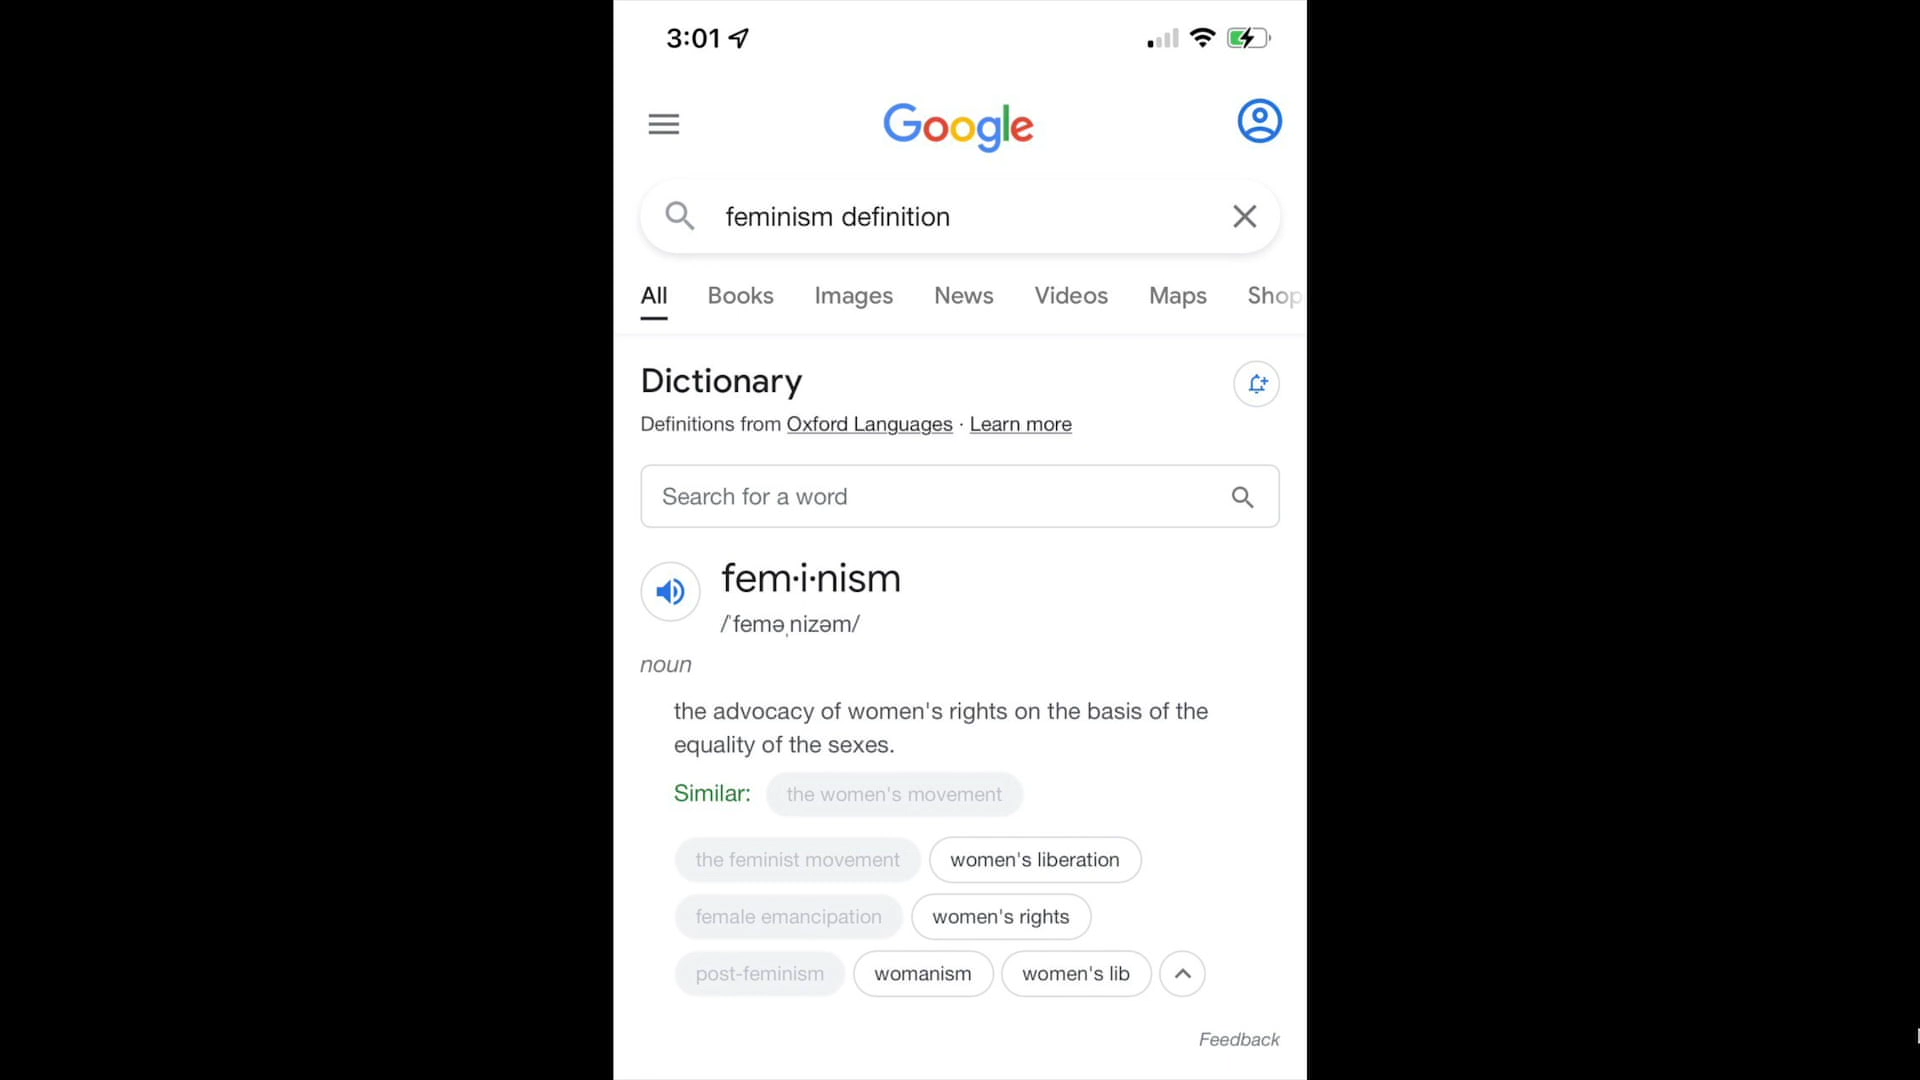 3:01
Google
feminism definition
All Books Images News Videos Maps Shop
Dictionary
Definitions from Oxford Languages · Learn more
Search for a word
fem·i·nism
/ˈfeməˌnizəm/
noun
the advocacy of women's rights on the basis of the
equality of the sexes.
Similar: the women's movement
the feminist movement women's liberation
female emancipation women's rights
post-feminism womanism women's lib
Feedback